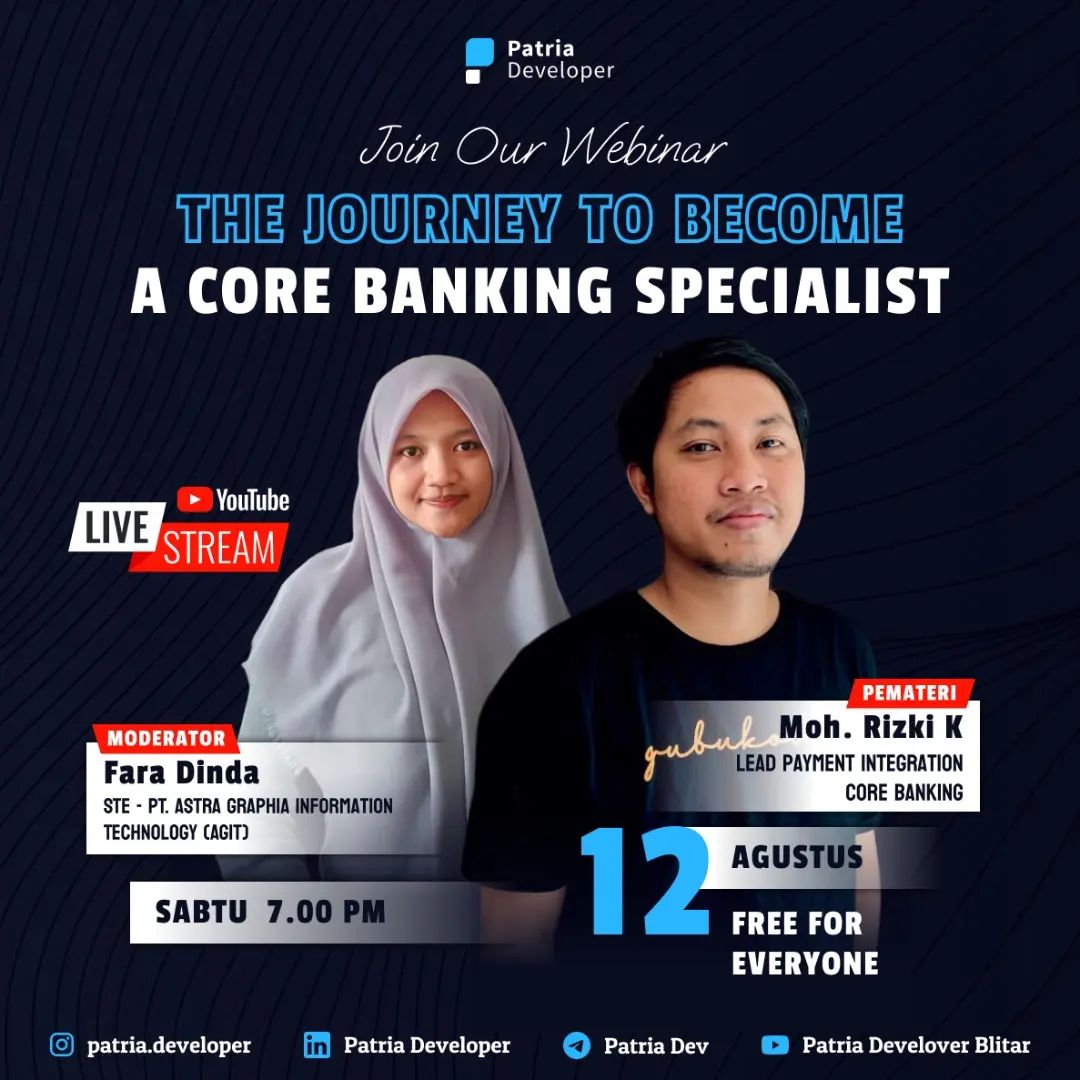 Patria
Developer
Join Our Webinar
THE JOURNEY TO BECOME
A CORE BANKING SPECIALIST
YouTube
LIVE
STREAM
PEMATERI
Moh. Rizki K
LEAD PAYMENT INTEGRATION
CORE BANKING
gubuko
MODERATOR
Fara Dinda
STE - PT. ASTRA GRAPHIA INFORMATION
TECHNOLOGY (AGIT)
12
AGUSTUS
SABTU 7.00 PM
FREE FOR
EVERYONE
patria.developer
Patria Developer
Patria Dev
Patria Develover Blitar